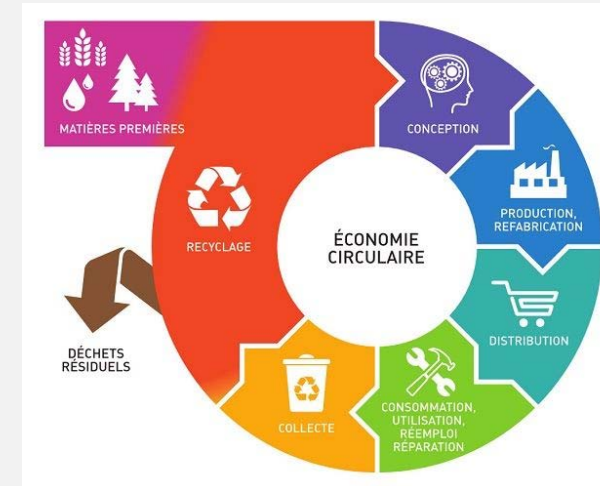 MATIÈRES PREMIÈRES
CONCEPTION
PRODUCTION,
REFABRICATION
RECYCLAGE
ÉCONOMIE
CIRCULAIRE
DISTRIBUTION
DÉCHETS
RÉSIDUELS
CONSOMMATION,
UTILISATION,
RÉEMPLOI
RÉPARATION
COLLECTE